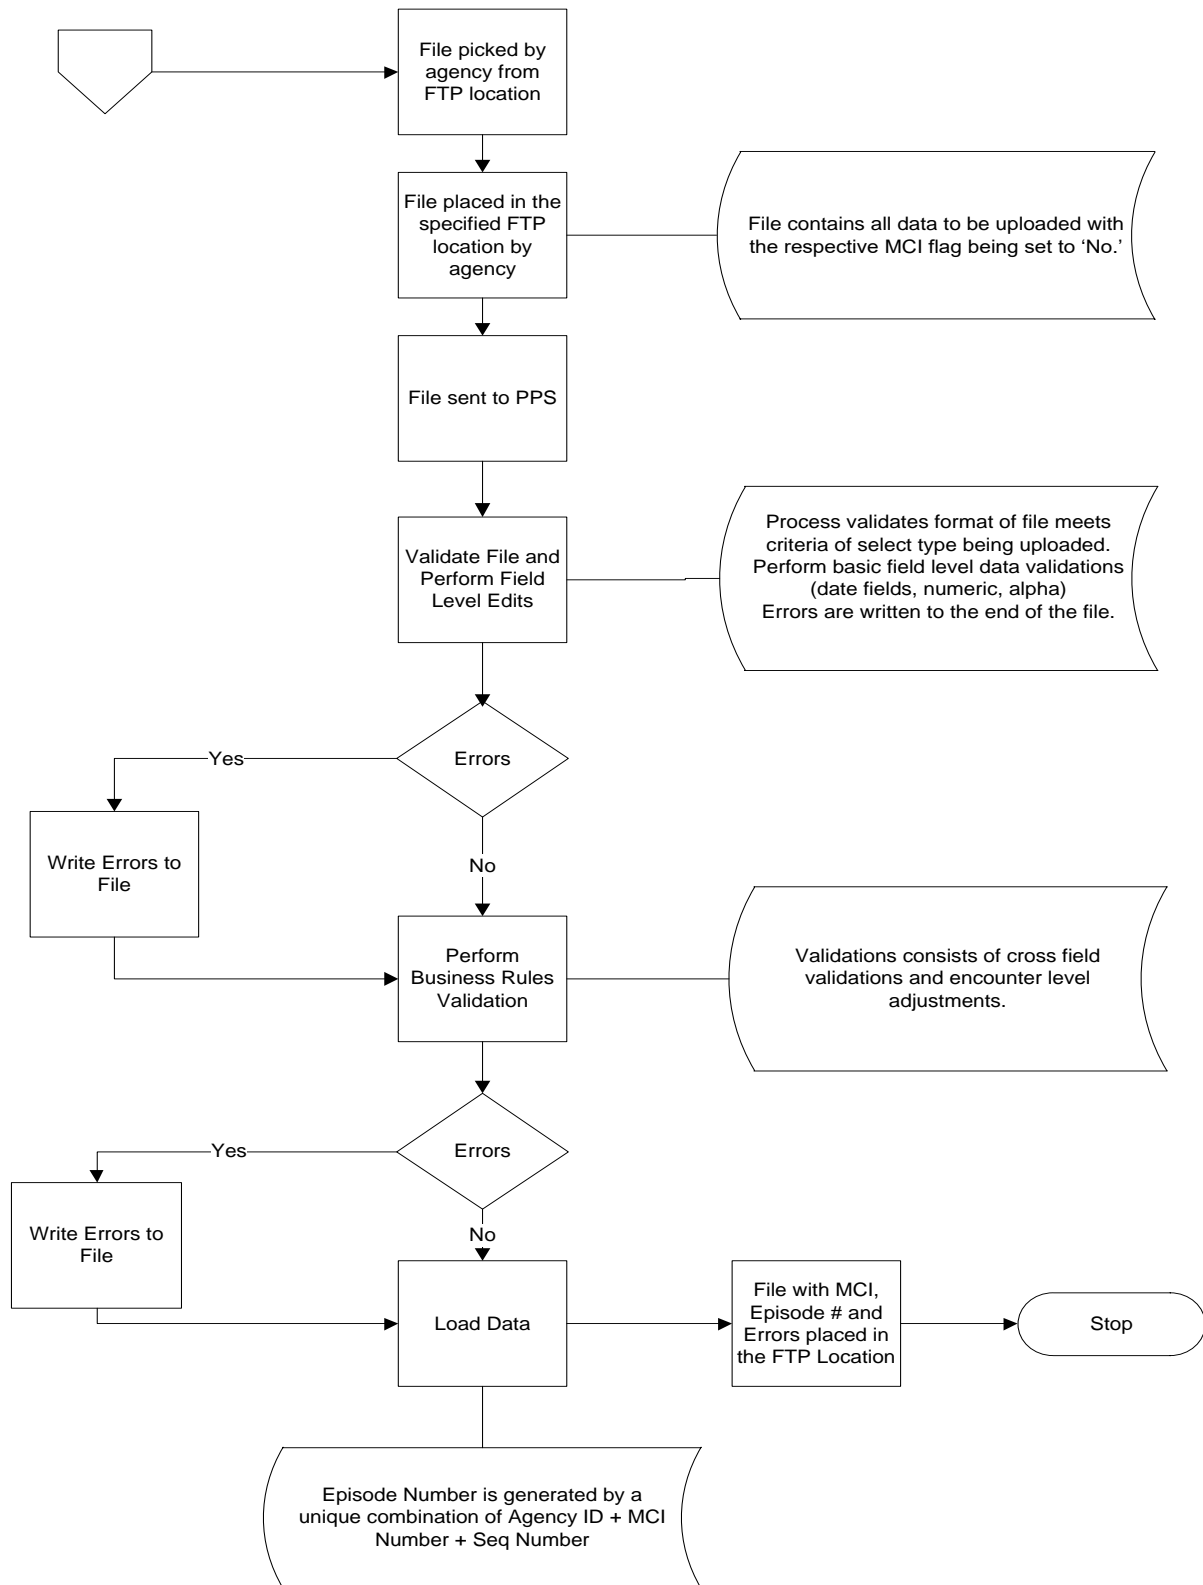 File picked by
agency from
FTP location
File placed in the
specified FTP
location by
agency
File contains all data to be uploaded with
the respective MCI flag being set to ‘No.’
File sent to PPS
Validate File and
Perform Field
Level Edits
Process validates format of file meets
criteria of select type being uploaded.
Perform basic field level data validations
(date fields, numeric, alpha)
Errors are written to the end of the file.
Errors
Yes
No
Write Errors to
File
Perform
Business Rules
Validation
Validations consists of cross field
validations and encounter level
adjustments.
Errors
Yes
No
Write Errors to
File
Load Data
File with MCI,
Episode # and
Errors placed in
the FTP Location
Stop
Episode Number is generated by a
unique combination of Agency ID + MCI
Number + Seq Number